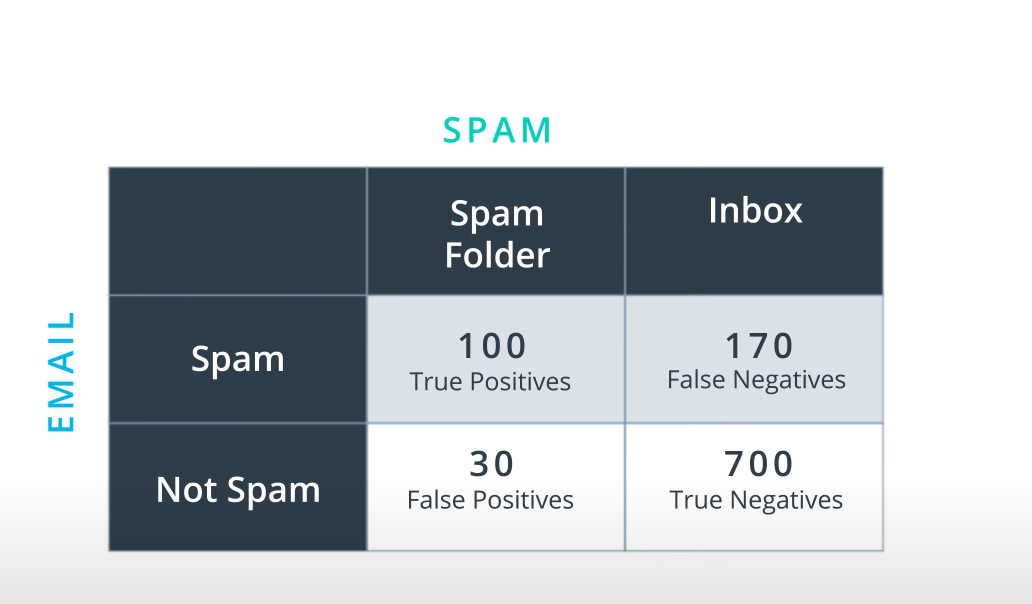 SPAM
Spam
Folder
Inbox
EMAIL
Spam
100
True Positives
170
False Negatives
Not Spam
30
False Positives
700
True Negatives